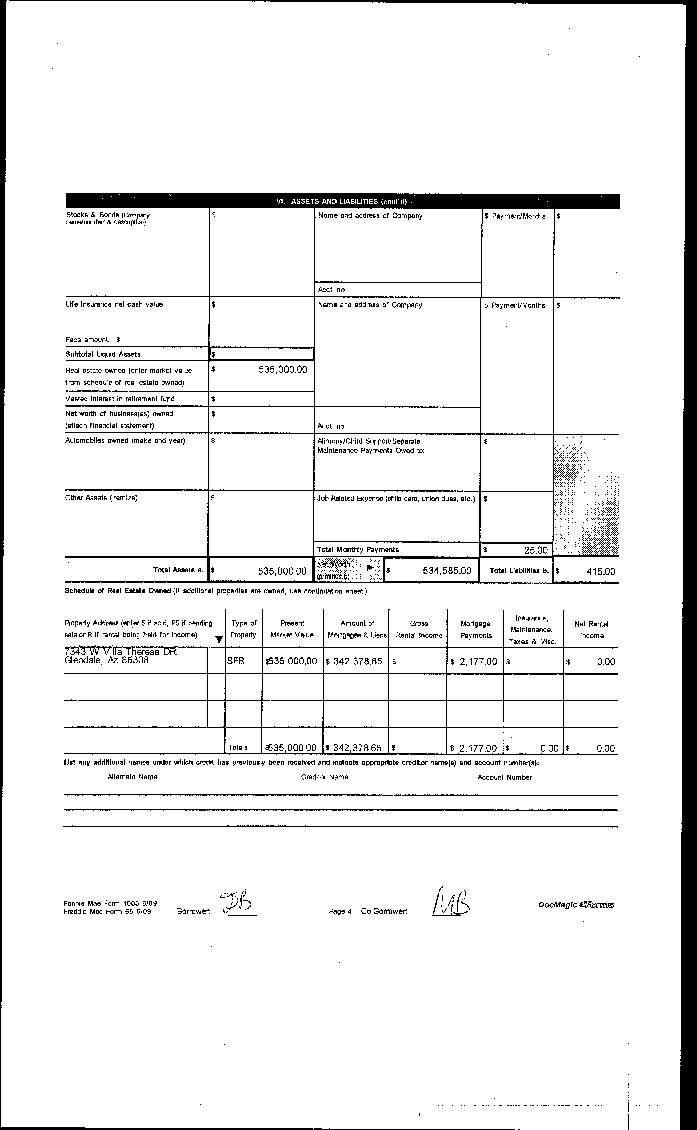 VI. ASSETS AND LIABILITIES (cont'd)
Stocks & Bonds (Company $ Name and address of Company $ Payment/Months $
name/number & description)
Acct. no.
Life insurance net cash value $ Name and address of Company $ Payment/Months $
Face amount: $
Subtotal Liquid Assets $
Real estate owned (enter market value $ 535,000.00
from schedule of real estate owned)
Vested interest in retirement fund $
Net worth of business(es) owned $
(attach financial statement) Acct. no.
Automobiles owned (make and year) $ Alimony/Child Support/Separate $
Maintenance Payments Owed to:
Other Assets (itemize) $ Job-Related Expense (child care, union dues, etc.) $
Total Monthly Payments $ 25.00
Total Assets a. $ 535,000.00 (a minus b) $ 534,585.00 Total Liabilities b. $ 415.00
Schedule of Real Estate Owned (If additional properties are owned, use continuation sheet.)
Property Address (enter S if sold, PS if pending Type of Present Amount of Gross Mortgage Insurance, Net Rental
sale or R if rental being held for income) Property Market Value Mortgages & Liens Rental Income Payments Maintenance, Income
Taxes & Misc.
7343 W Villa Theresa DR
Glendale, Az 85308 SFR $535,000.00 $ 342,378.65 $ $ 2,177.00 $ $ 0.00
Totals $535,000.00 $ 342,378.65 $ $ 2,177.00 $ 0.00 $ 0.00
List any additional names under which credit has previously been received and indicate appropriate creditor name(s) and account number(s):
Alternate Name Creditor Name Account Number
Fannie Mae Form 1003 6/09
Freddie Mac Form 65 6/09 Borrower: DB Page 4 Co-Borrower: MB DocMagic